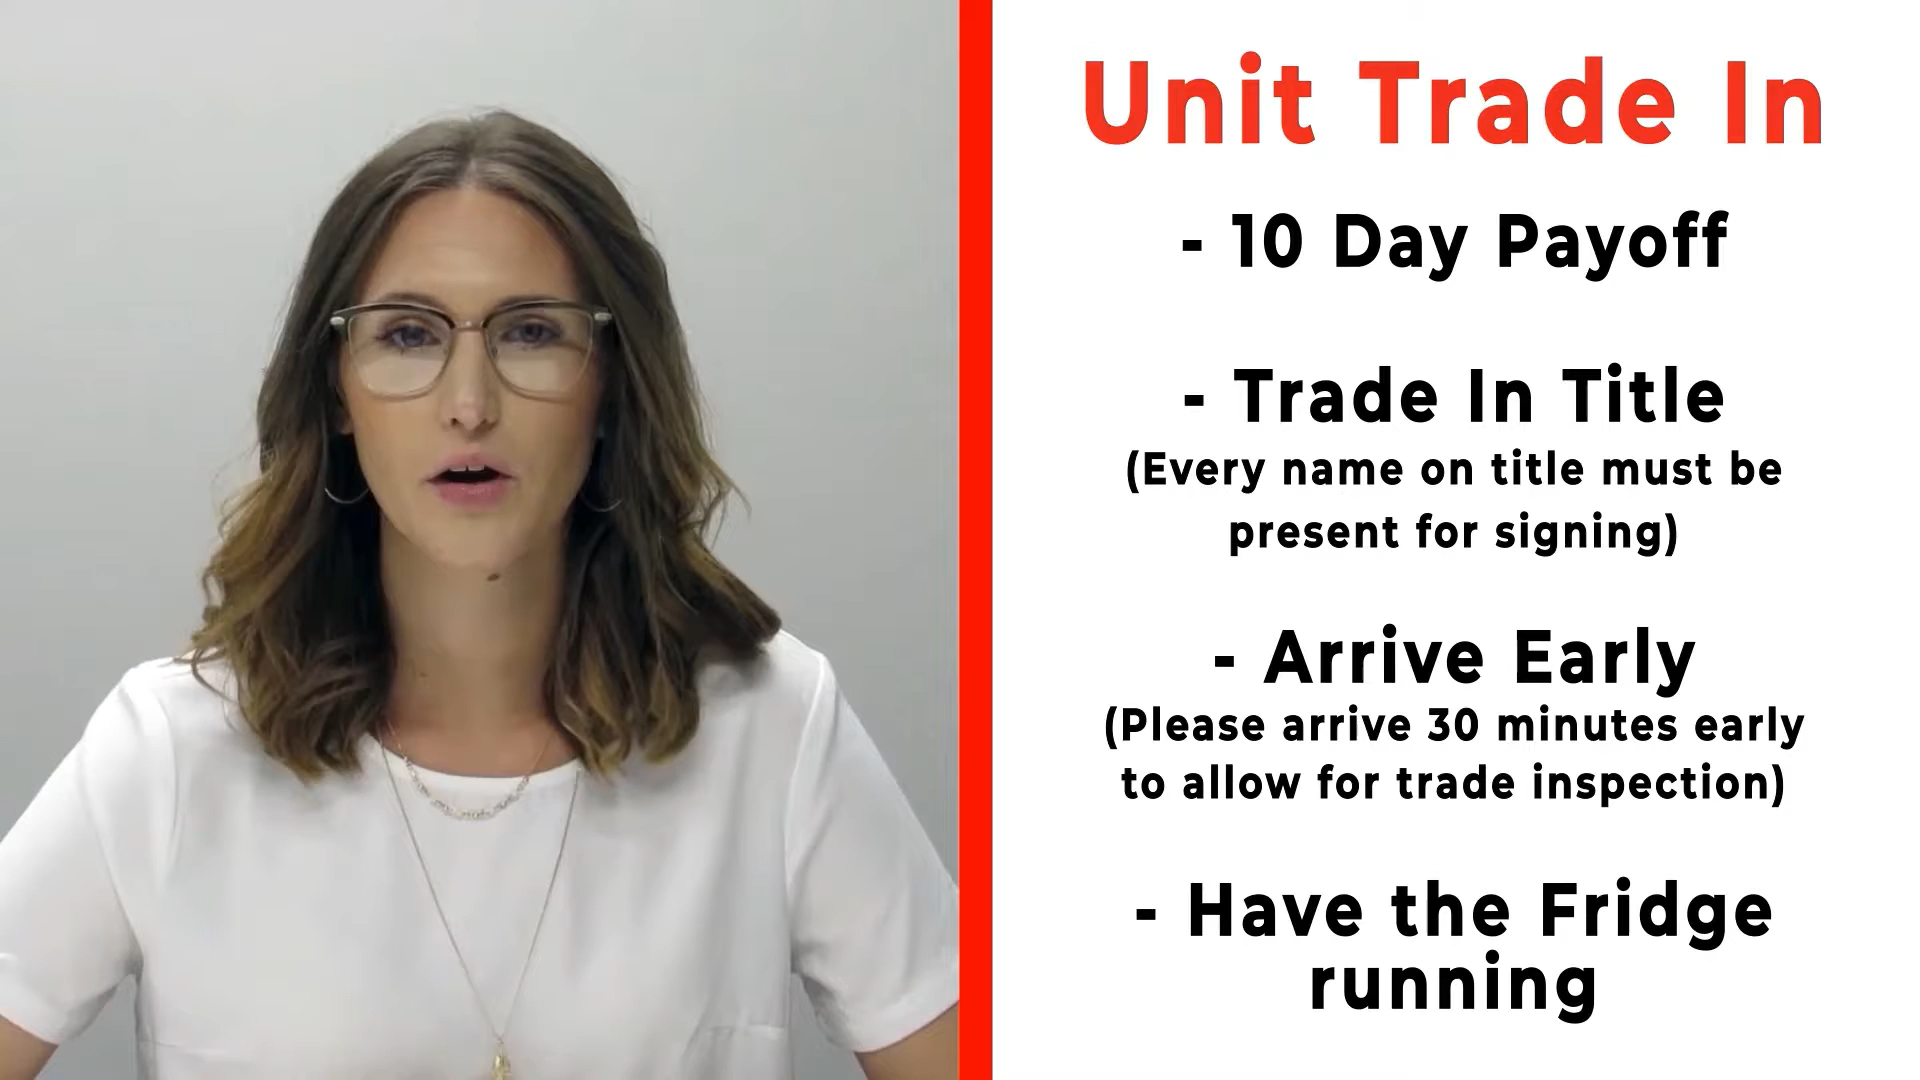 Unit Trade In
- 10 Day Payoff
- Trade In Title
(Every name on title must be
present for signing)
- Arrive Early
(Please arrive 30 minutes early
to allow for trade inspection)
- Have the Fridge
running